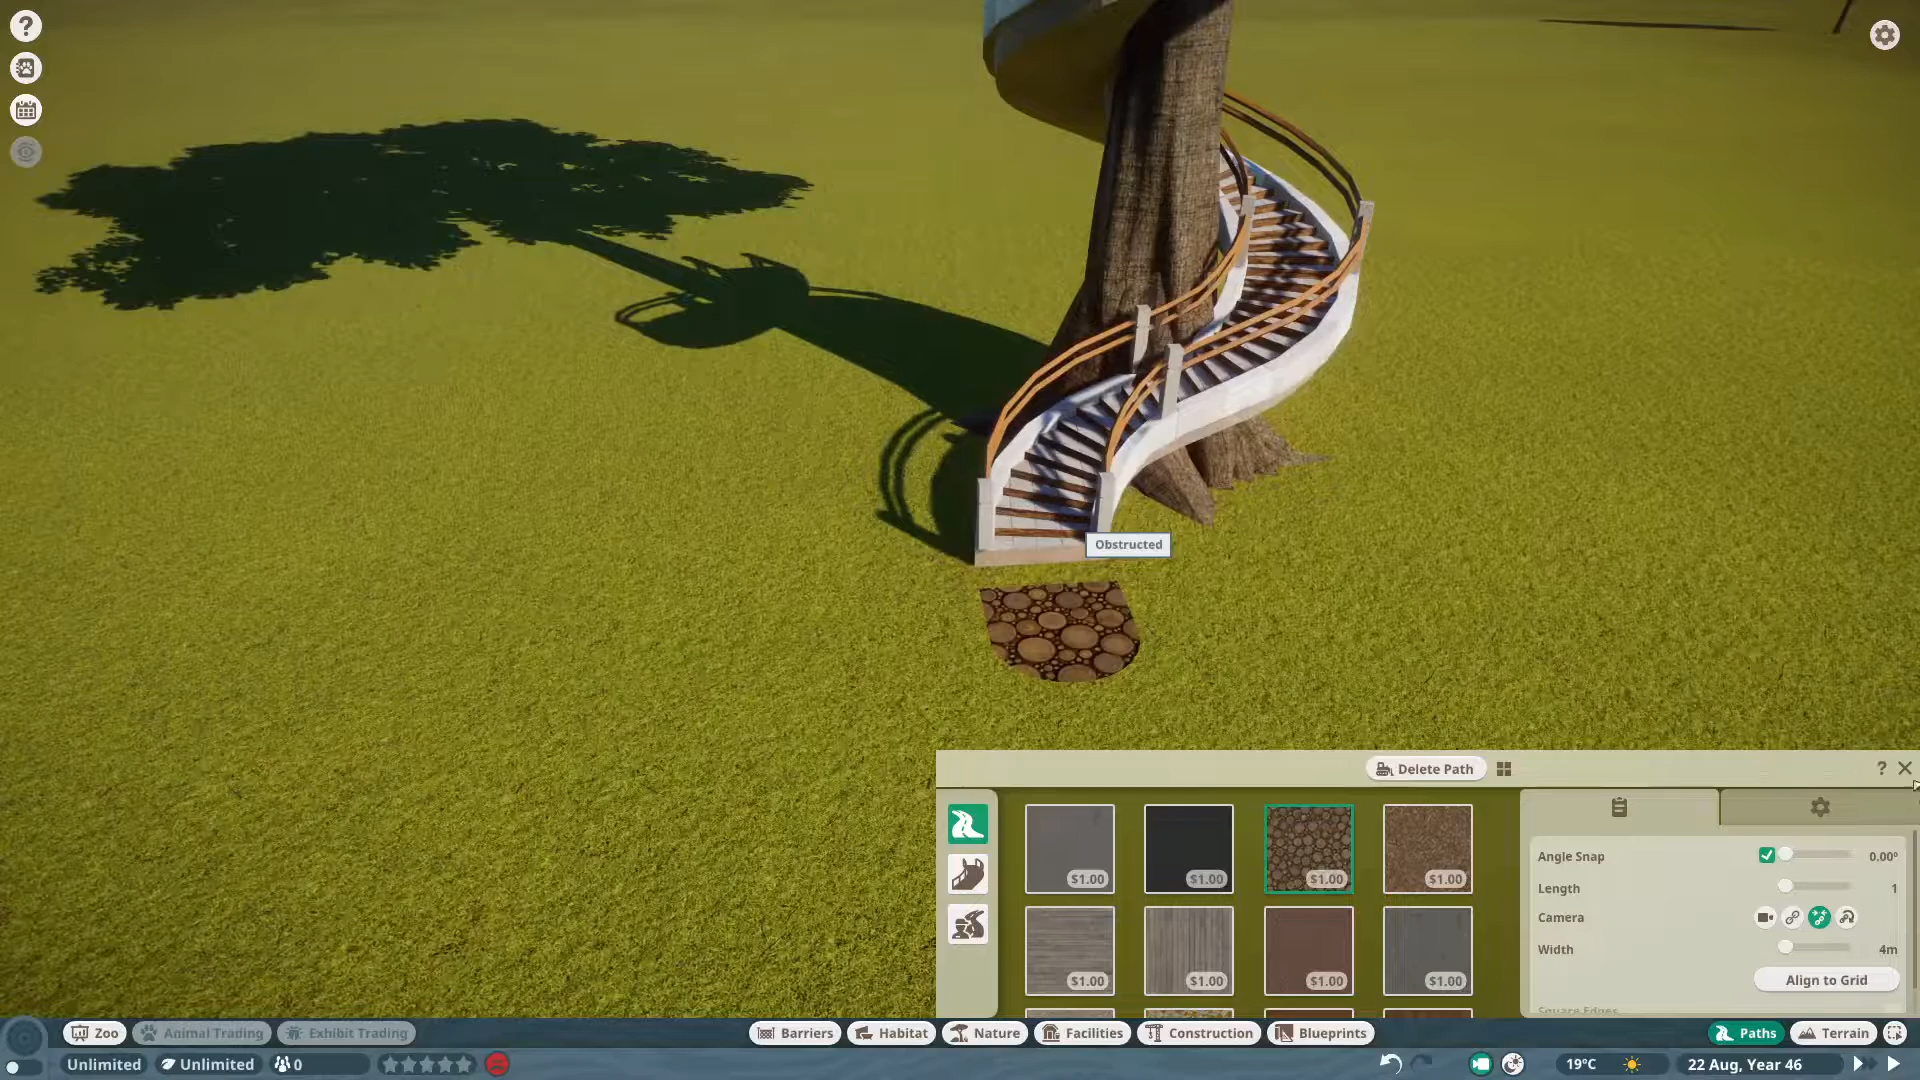 ?
Obstructed
Delete Path
?
$1.00 $1.00 $1.00 $1.00
$1.00 $1.00 $1.00 $1.00
Angle Snap 0.00°
Length 1
Camera
Width 4m
Align to Grid
Square Edges
Zoo Animal Trading Exhibit Trading Barriers Habitat Nature Facilities Construction Blueprints Paths Terrain
Unlimited Unlimited 0 19°C 22 Aug, Year 46